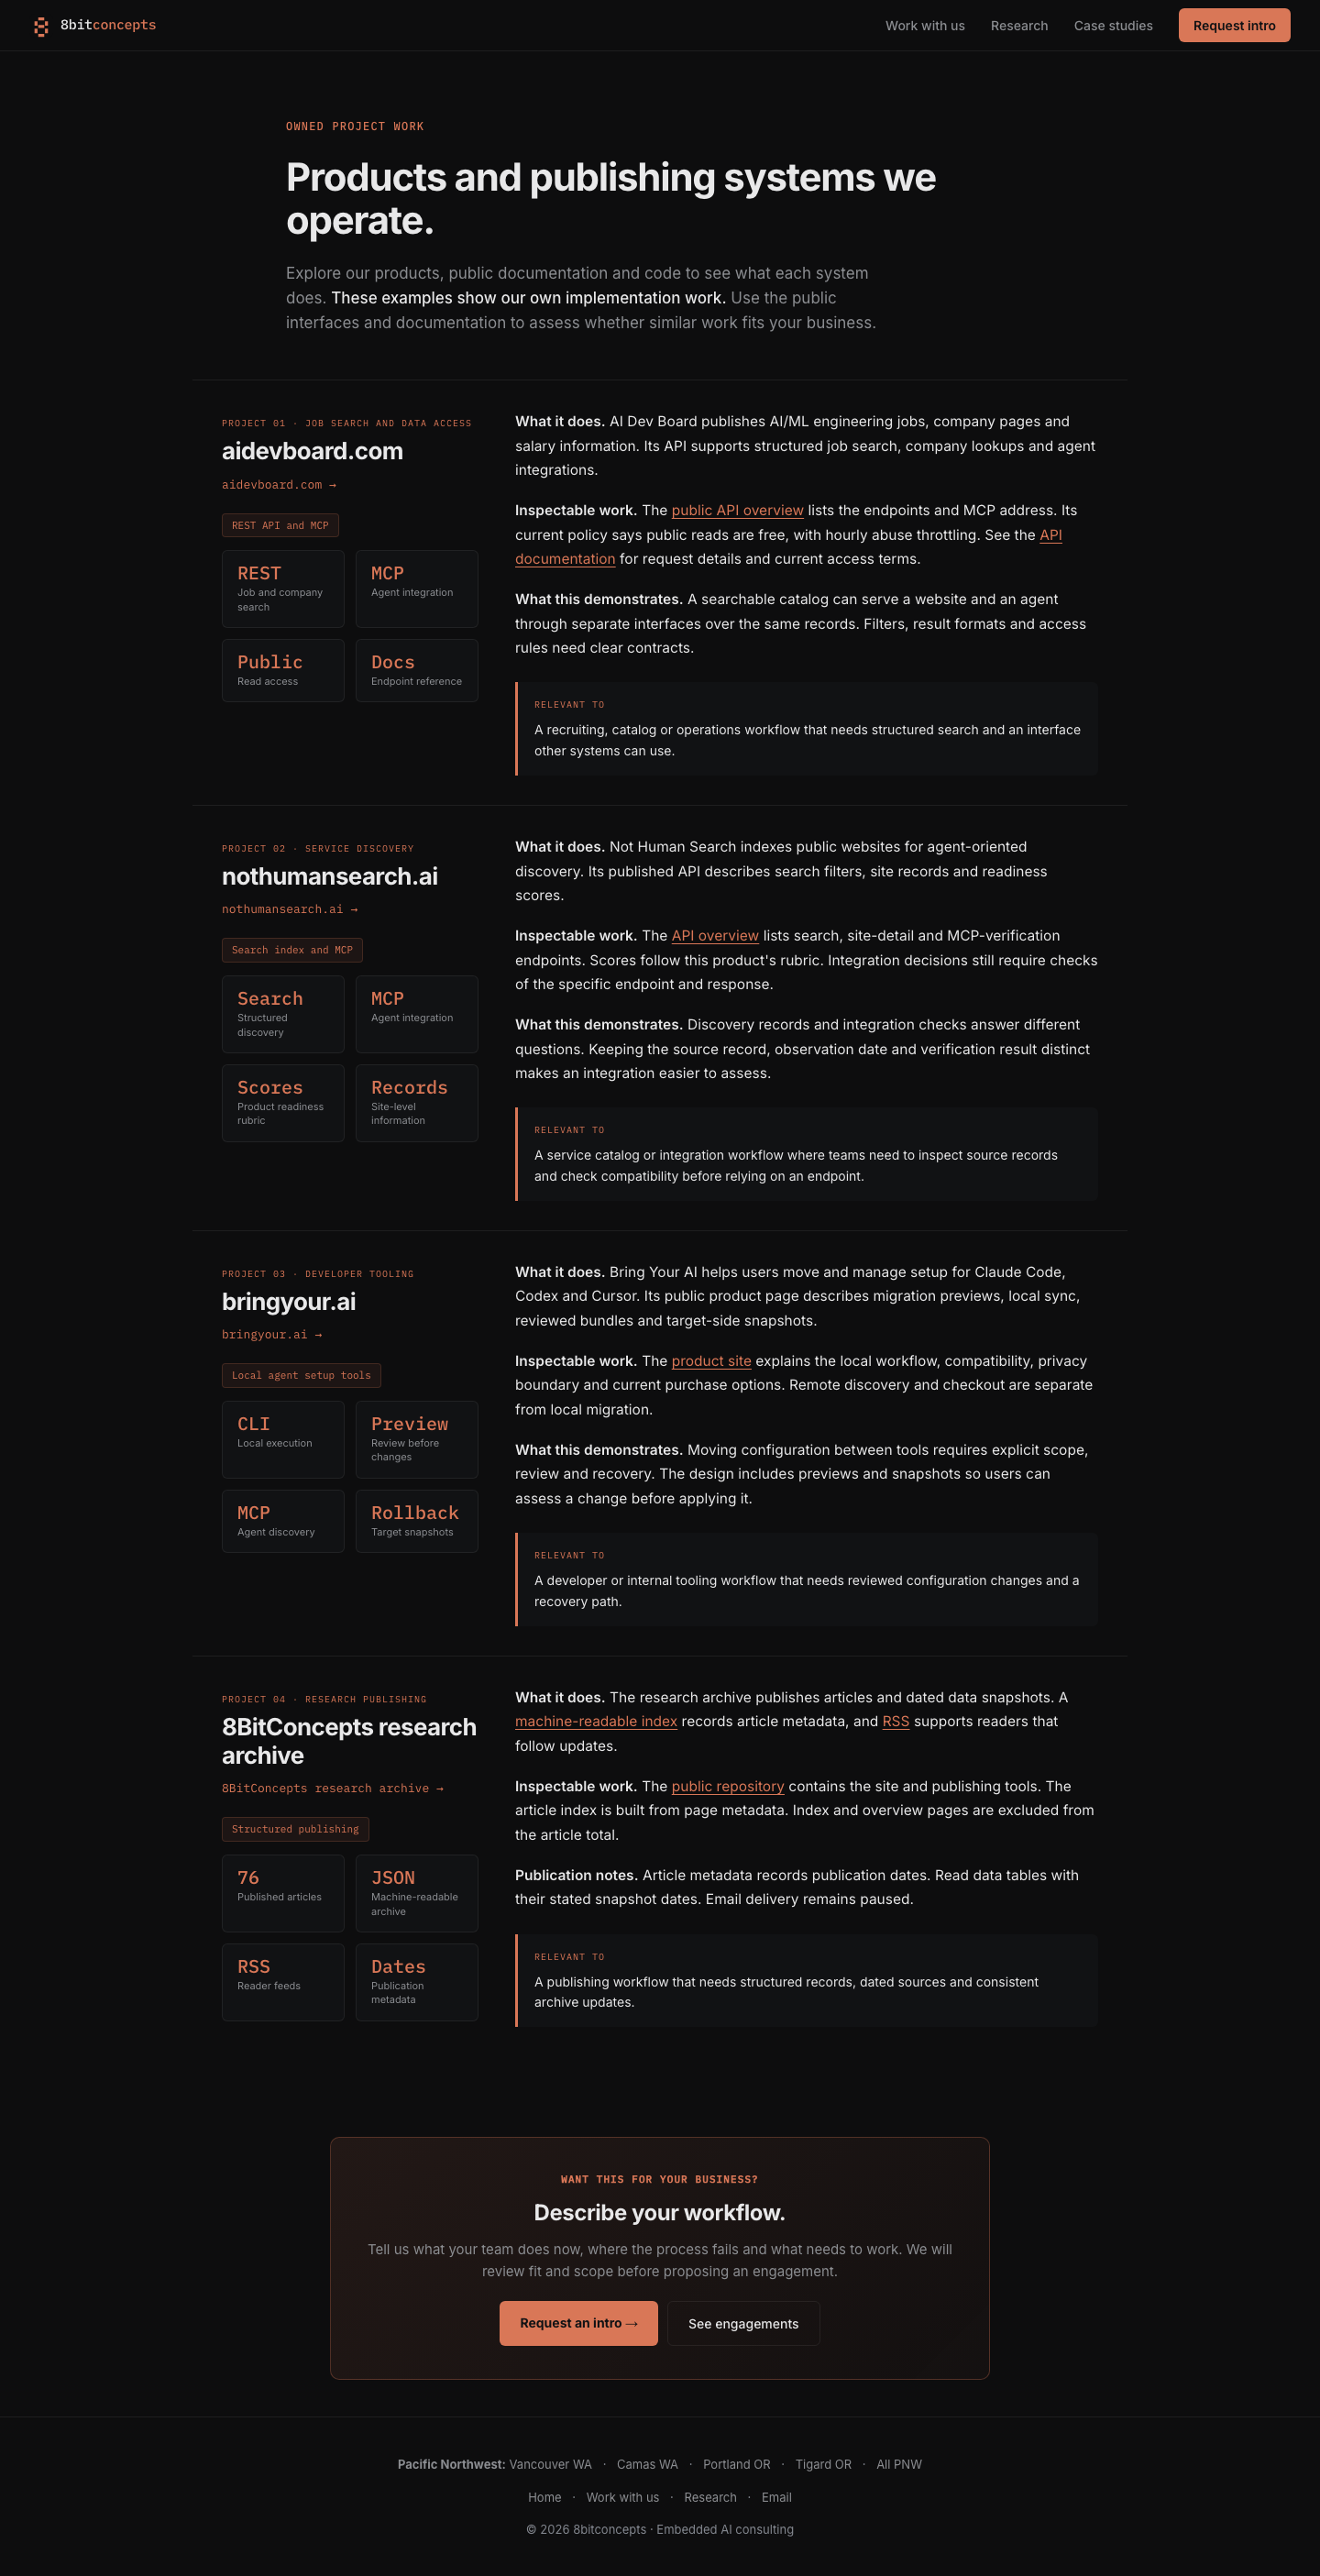 8bitconcepts
Work with us
Research
Case studies
Request intro
OWNED PROJECT WORK
Products and publishing systems we
operate.
Explore our products, public documentation and code to see what each system
does. These examples show our own implementation work. Use the public
interfaces and documentation to assess whether similar work fits your business.
PROJECT 01 · JOB SEARCH AND DATA ACCESS
aidevboard.com
aidevboard.com →
REST API and MCP
REST
Job and company
search
MCP
Agent integration
Public
Read access
Docs
Endpoint reference
What it does. AI Dev Board publishes AI/ML engineering jobs, company pages and
salary information. Its API supports structured job search, company lookups and agent
integrations.
Inspectable work. The public API overview lists the endpoints and MCP address. Its
current policy says public reads are free, with hourly abuse throttling. See the API
documentation for request details and current access terms.
What this demonstrates. A searchable catalog can serve a website and an agent
through separate interfaces over the same records. Filters, result formats and access
rules need clear contracts.
RELEVANT TO
A recruiting, catalog or operations workflow that needs structured search and an interface
other systems can use.
PROJECT 02 · SERVICE DISCOVERY
nothumansearch.ai
nothumansearch.ai →
Search index and MCP
Search
Structured
discovery
MCP
Agent integration
Scores
Product readiness
rubric
Records
Site-level
information
What it does. Not Human Search indexes public websites for agent-oriented
discovery. Its published API describes search filters, site records and readiness
scores.
Inspectable work. The API overview lists search, site-detail and MCP-verification
endpoints. Scores follow this product's rubric. Integration decisions still require checks
of the specific endpoint and response.
What this demonstrates. Discovery records and integration checks answer different
questions. Keeping the source record, observation date and verification result distinct
makes an integration easier to assess.
RELEVANT TO
A service catalog or integration workflow where teams need to inspect source records
and check compatibility before relying on an endpoint.
PROJECT 03 · DEVELOPER TOOLING
bringyour.ai
bringyour.ai →
Local agent setup tools
CLI
Local execution
Preview
Review before
changes
MCP
Agent discovery
Rollback
Target snapshots
What it does. Bring Your AI helps users move and manage setup for Claude Code,
Codex and Cursor. Its public product page describes migration previews, local sync,
reviewed bundles and target-side snapshots.
Inspectable work. The product site explains the local workflow, compatibility, privacy
boundary and current purchase options. Remote discovery and checkout are separate
from local migration.
What this demonstrates. Moving configuration between tools requires explicit scope,
review and recovery. The design includes previews and snapshots so users can
assess a change before applying it.
RELEVANT TO
A developer or internal tooling workflow that needs reviewed configuration changes and a
recovery path.
PROJECT 04 · RESEARCH PUBLISHING
8BitConcepts research
archive
8BitConcepts research archive →
Structured publishing
76
Published articles
JSON
Machine-readable
archive
RSS
Reader feeds
Dates
Publication
metadata
What it does. The research archive publishes articles and dated data snapshots. A
machine-readable index records article metadata, and RSS supports readers that
follow updates.
Inspectable work. The public repository contains the site and publishing tools. The
article index is built from page metadata. Index and overview pages are excluded from
the article total.
Publication notes. Article metadata records publication dates. Read data tables with
their stated snapshot dates. Email delivery remains paused.
RELEVANT TO
A publishing workflow that needs structured records, dated sources and consistent
archive updates.
WANT THIS FOR YOUR BUSINESS?
Describe your workflow.
Tell us what your team does now, where the process fails and what needs to work. We will
review fit and scope before proposing an engagement.
Request an intro →
See engagements
Pacific Northwest: Vancouver WA · Camas WA · Portland OR · Tigard OR · All PNW
Home · Work with us · Research · Email
© 2026 8bitconcepts · Embedded AI consulting